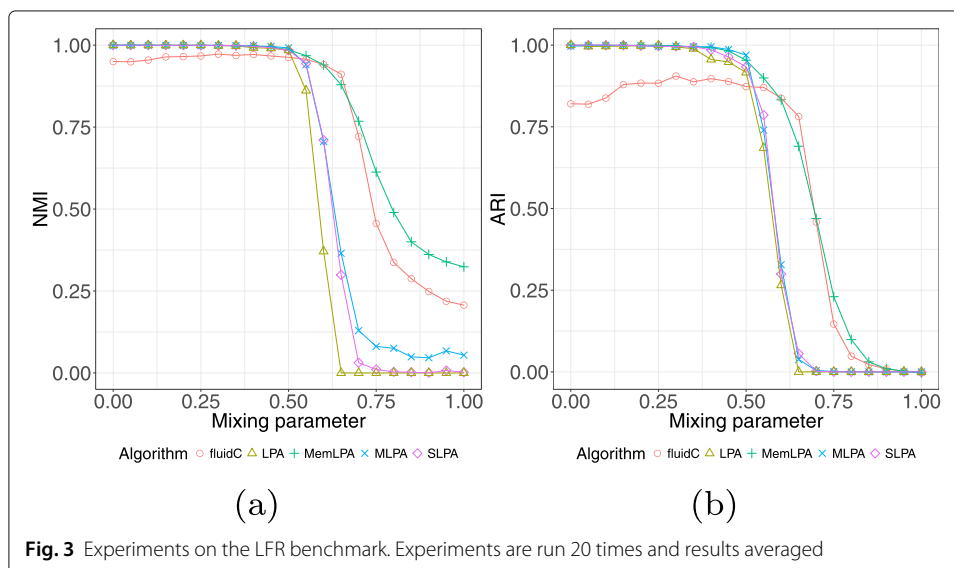 1.00
0.75
0.50
0.25
0.00
NMI
0.00 0.25 0.50 0.75 1.00
Mixing parameter
Algorithm fluidC LPA MemLPA MLPA SLPA
(a)
1.00
0.75
0.50
0.25
0.00
ARI
0.00 0.25 0.50 0.75 1.00
Mixing parameter
Algorithm fluidC LPA MemLPA MLPA SLPA
(b)
Fig. 3 Experiments on the LFR benchmark. Experiments are run 20 times and results averaged